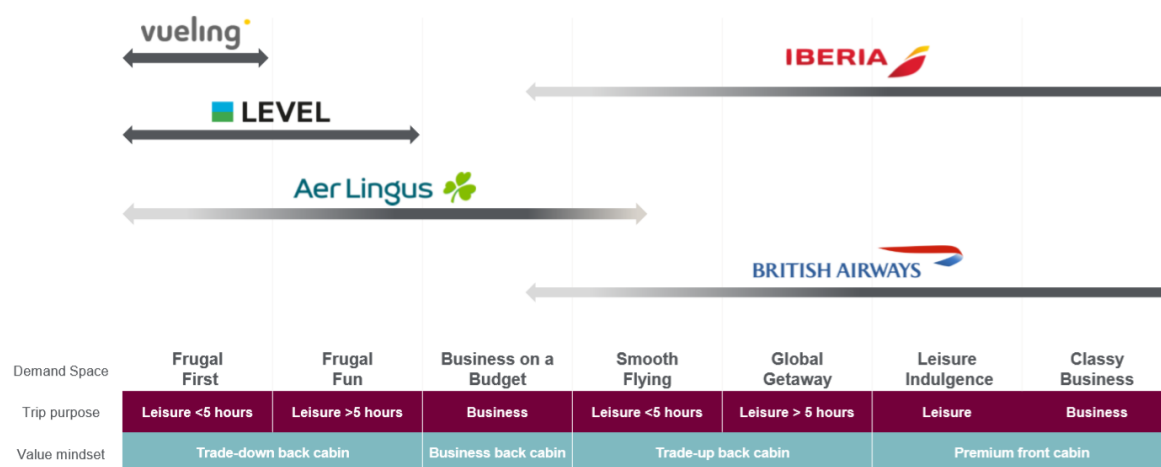 vueling
IBERIA
LEVEL
Aer Lingus
BRITISH AIRWAYS
Demand Space
Frugal
First
Frugal
Fun
Business on a
Budget
Smooth
Flying
Global
Getaway
Leisure
Indulgence
Classy
Business
Trip purpose
Leisure <5 hours
Leisure >5 hours
Business
Leisure <5 hours
Leisure > 5 hours
Leisure
Business
Value mindset
Trade-down back cabin
Business back cabin
Trade-up back cabin
Premium front cabin